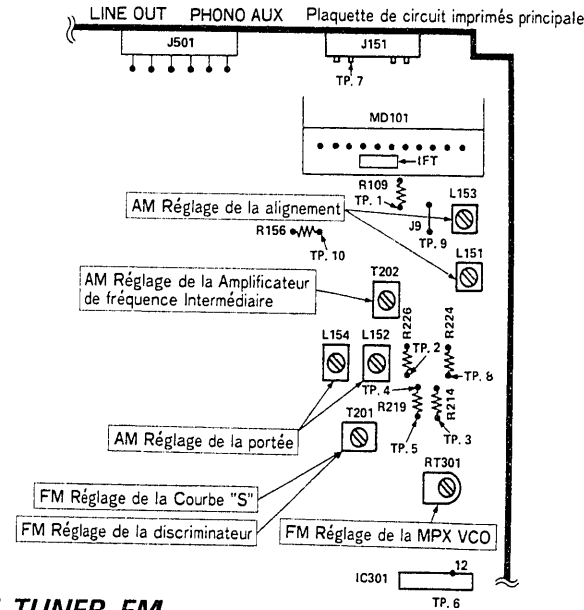 LINE OUT PHONO AUX Plaquette de circuit imprimés principale
J501
J151
TP. 7
MD101
IFT
R109
TP. 1
L153
AM Réglage de la alignement
J9
TP. 9
R156
TP. 10
L151
AM Réglage de la Amplificateur
de fréquence Intermédiaire
T202
R226
R224
L154
L152
TP. 2
TP. 8
TP. 4
R219
R214
T201
TP. 5
TP. 3
AM Réglage de la portée
RT301
FM Réglage de la Courbe "S"
FM Réglage de la discriminateur
FM Réglage de la MPX VCO
IC301
12
TP. 6
TUNER FM